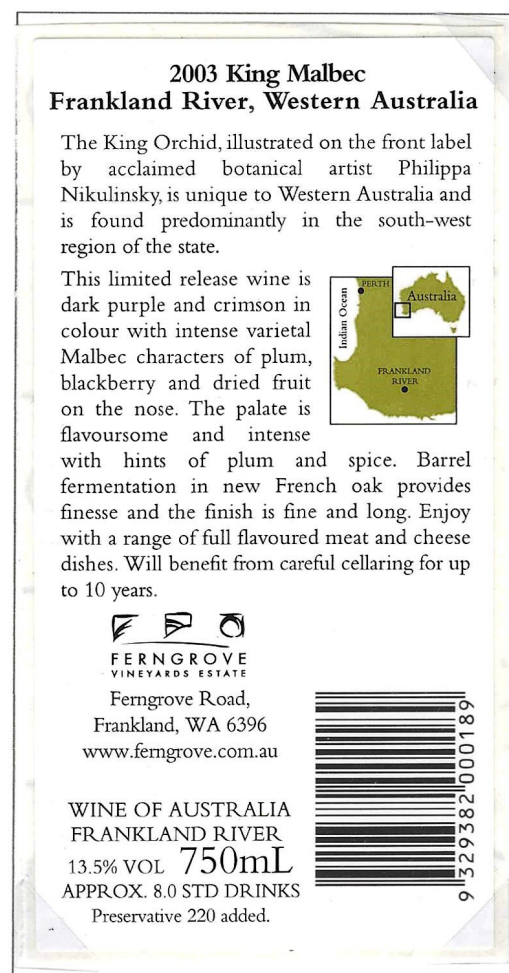 2003 King Malbec
Frankland River, Western Australia
The King Orchid, illustrated on the front label
by acclaimed botanical artist Philippa
Nikulinsky, is unique to Western Australia and
is found predominantly in the south-west
region of the state.
This limited release wine is
dark purple and crimson in
colour with intense varietal
Malbec characters of plum,
blackberry and dried fruit
on the nose. The palate is
flavoursome and intense
with hints of plum and spice. Barrel
fermentation in new French oak provides
finesse and the finish is fine and long. Enjoy
with a range of full flavoured meat and cheese
dishes. Will benefit from careful cellaring for up
to 10 years.
PERTH
Australia
Indian Ocean
FRANKLAND
RIVER
FERNGROVE
VINEYARDS ESTATE
Ferngrove Road,
Frankland, WA 6396
www.ferngrove.com.au
WINE OF AUSTRALIA
FRANKLAND RIVER
13.5% VOL 750mL
APPROX. 8.0 STD DRINKS
Preservative 220 added.
9 329382 000189